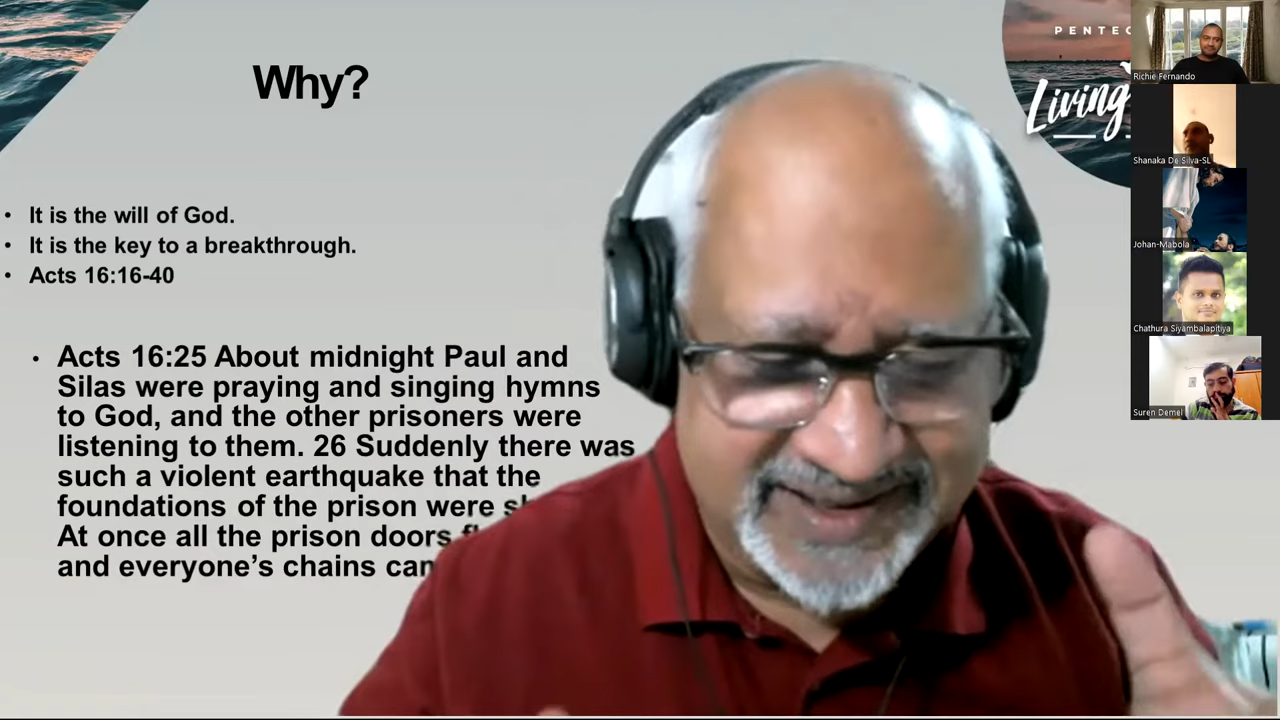 Why?
PENTEC
Living
• It is the will of God.
• It is the key to a breakthrough.
• Acts 16:16-40
• Acts 16:25 About midnight Paul and
Silas were praying and singing hymns
to God, and the other prisoners were
listening to them. 26 Suddenly there was
such a violent earthquake that the
foundations of the prison were
At once all the prison doors
and everyone’s chains
Richie Fernando
Shanaka De Silva-SL
Johan-Mabola
Chathura Siyambalapitiya
Suren Demel